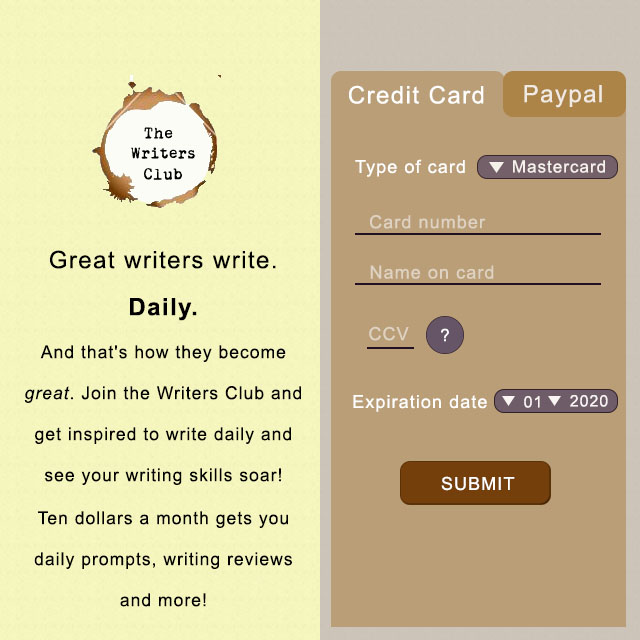 The
Writers
Club
Great writers write.
Daily.
And that's how they become
great. Join the Writers Club and
get inspired to write daily and
see your writing skills soar!
Ten dollars a month gets you
daily prompts, writing reviews
and more!
Credit Card
Paypal
Type of card
Mastercard
Card number
Name on card
CCV
?
Expiration date
01
2020
SUBMIT